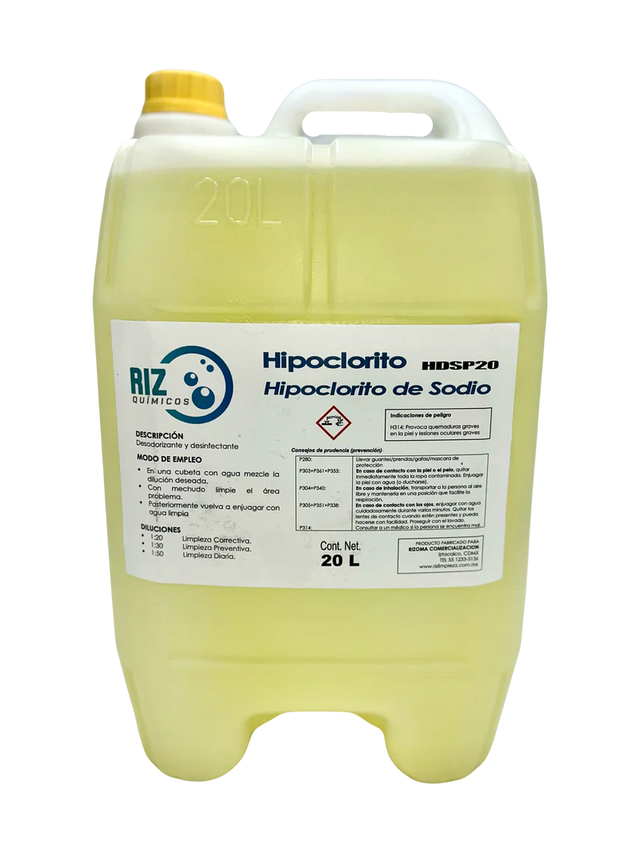 20L
RIZ
QUÍMICOS
Hipoclorito HDSP20
Hipoclorito de Sodio
Indicaciones de peligro
H314: Provoca quemaduras graves
en la piel y lesiones oculares graves
DESCRIPCIÓN
Desodorizante y desinfectante
MODO DE EMPLEO
• En una cubeta con agua mezcle la
dilución deseada.
• Con mechudo limpie el área
problema.
• Posteriormente vuelva a enjuagar con
agua limpia
DILUCIONES
• 1:20 Limpieza Correctiva.
• 1:30 Limpieza Preventiva.
• 1:50 Limpieza Diaria.
Consejos de prudencia (prevención)
P280: Llevar guantes/prendas/gafas/mascara de
protección
P303+P361+P353: En caso de contacto con la piel o el pelo, quitar
inmediatamente toda la ropa contaminada. Enjuagar
la piel con agua (o ducharse).
P304+P340: En caso de inhalación, transportar a la persona al aire
libre y mantenerla en una posición que facilite la
respiración.
P305+P351+P338: En caso de contacto con los ojos, enjuagar con agua
cuidadosamente durante varios minutos. Quitar los
lentes de contacto cuando estén presentes y pueda
hacerse con facilidad. Proseguir con el lavado.
P314: Consultar a un médico si la persona se encuentra mal.
Cont. Net.
20 L
PRODUCTO FABRICADO PARA
RIZOMA COMERCIALIZACION
Iztacalco, CDMX
TEL 55 1233-5136
www.rizlimpieza.com.mx